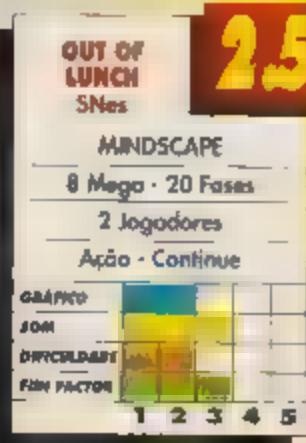 OUT OF
LUNCH
SNes
25
MINDSCAPE
8 Mega · 20 Fases
2 Jogadores
Ação - Continue
GRÁFICO
SOM
DIFICULDADE
FUN FACTOR
1 2 3 4 5